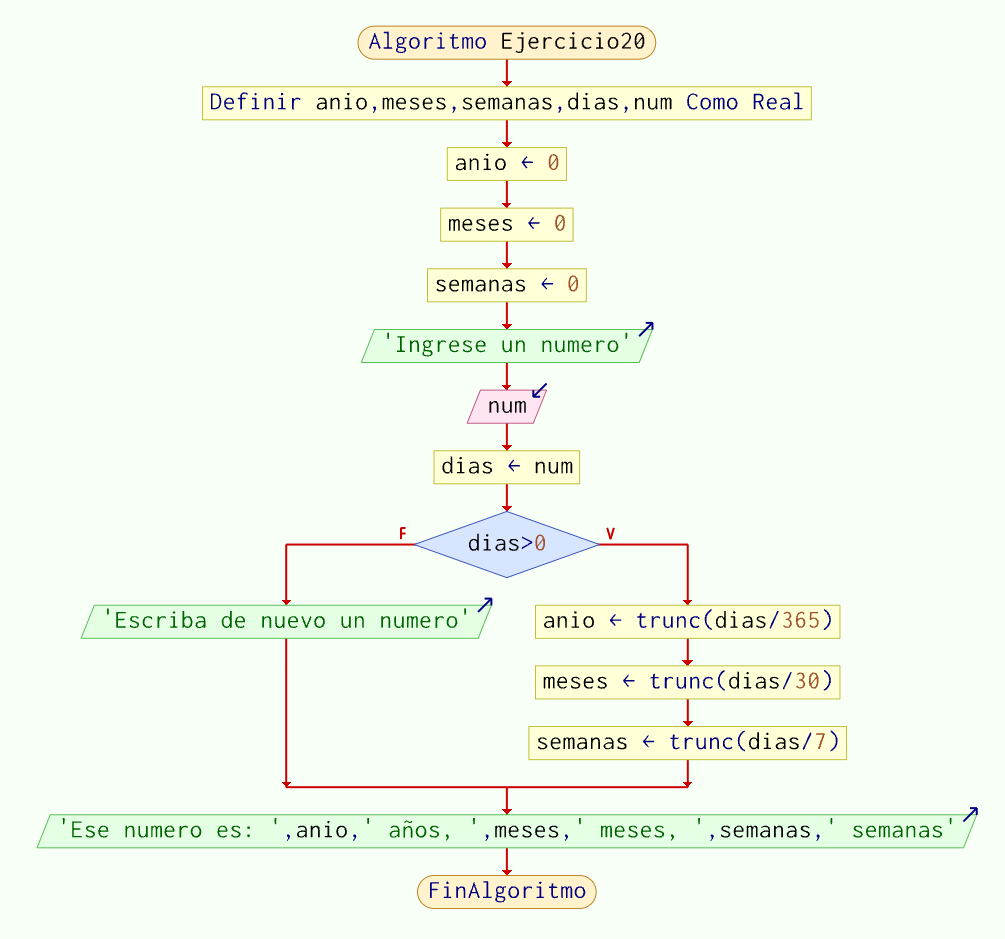 Algoritmo Ejercicio20
Definir anio,meses,semanas,dias,num Como Real
anio ← 0
meses ← 0
semanas ← 0
'Ingrese un numero'
num
dias ← num
dias>0
F
V
'Escriba de nuevo un numero'
anio ← trunc(dias/365)
meses ← trunc(dias/30)
semanas ← trunc(dias/7)
'Ese numero es: ',anio,' años, ',meses,' meses, ',semanas,' semanas'
FinAlgoritmo